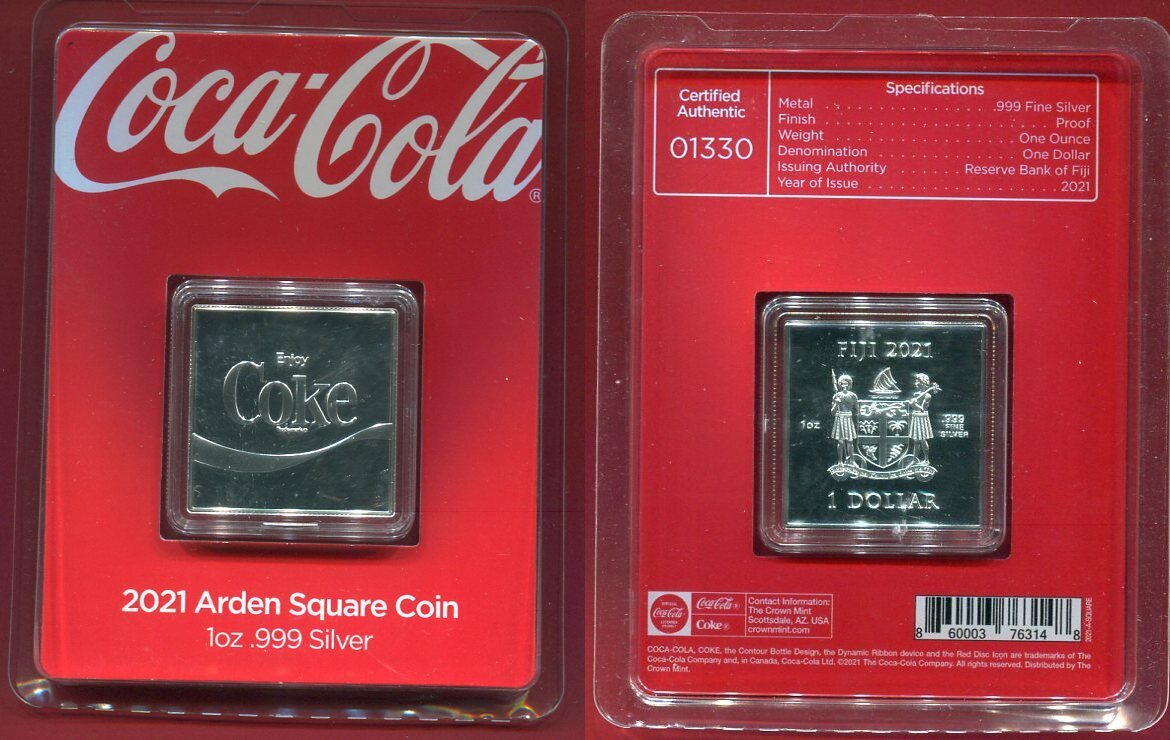 Coca-Cola®
Enjoy
Coke
2021 Arden Square Coin
1oz .999 Silver
Certified
Authentic
01330
Specifications
Metal . . . . . . . . . . . . . . . . . . . . .999 Fine Silver
Finish . . . . . . . . . . . . . . . . . . . . Proof
Weight . . . . . . . . . . . . . . . . . . . . One Ounce
Denomination . . . . . . . . . . . . . . . . One Dollar
Issuing Authority . . . . . . . . Reserve Bank of Fiji
Year of Issue . . . . . . . . . . . . . . . . . . . . 2021
FIJI 2021
1oz
.999
FINE
SILVER
1 DOLLAR
Coca-Cola
Coca-Cola®
Coke®
Contact Information:
The Crown Mint
Scottsdale, AZ. USA
crownmint.com
8 60003 76314 8
2021-A-SQUARE
COCA-COLA, COKE, the Contour Bottle Design, the Dynamic Ribbon device and the Red Disc Icon are trademarks of The
Coca-Cola Company and, in Canada, Coca-Cola Ltd. ©2021 The Coca-Cola Company. All rights reserved. Distributed by The
Crown Mint.